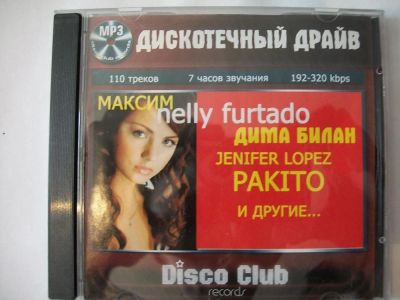 MP3
ДИСКОТЕЧНЫЙ ДРАЙВ
110 треков 7 часов звучания 192-320 kbps
МАКСИМ
nelly furtado
ДИМА БИЛАН
JENIFER LOPEZ
PAKITO
И ДРУГИЕ...
Disco Club
records